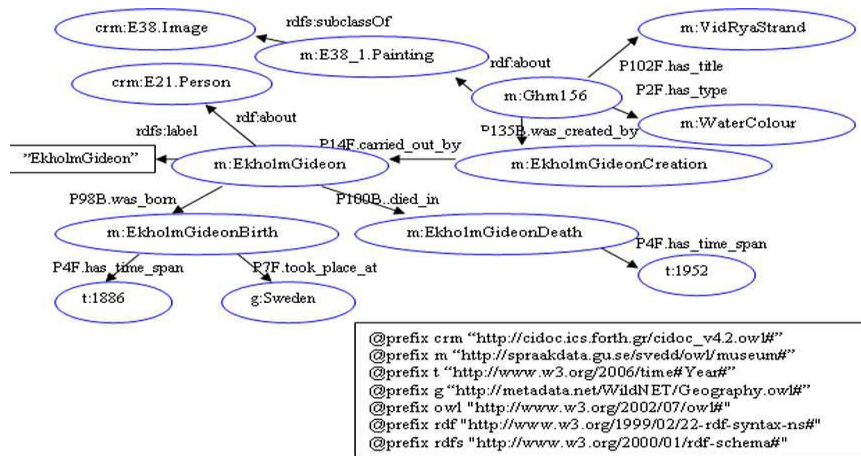 crm:E38.Image
rdfs:subclassOf
m:VidRyaStrand
m:E38_1.Painting
rdf:about
P102F.has_title
crm:E21.Person
m:Ghm156
P2F.has_type
rdf:about
m:WaterColour
rdfs:label
P14F.carried_out_by
P135B.was_created_by
"EkholmGideon"
m:EkholmGideon
m:EkholmGideonCreation
P98B.was_born
P100B..died_in
m:EkholmGideonBirth
m:EkholmGideonDeath
P4F.has_time_span
P7F.took_place_at
P4F.has_time_span
t:1886
g:Sweden
t:1952
@prefix crm "http://cidoc.ics.forth.gr/cidoc_v4.2.owl#"
@prefix m "http://spraakdata.gu.se/svedd/owl/museum#"
@prefix t "http://www.w3.org/2006/time#Year#"
@prefix g "http://metadata.net/WildNET/Geography.owl#"
@prefix owl "http://www.w3.org/2002/07/owl#"
@prefix rdf "http://www.w3.org/1999/02/22-rdf-syntax-ns#"
@prefix rdfs "http://www.w3.org/2000/01/rdf-schema#"